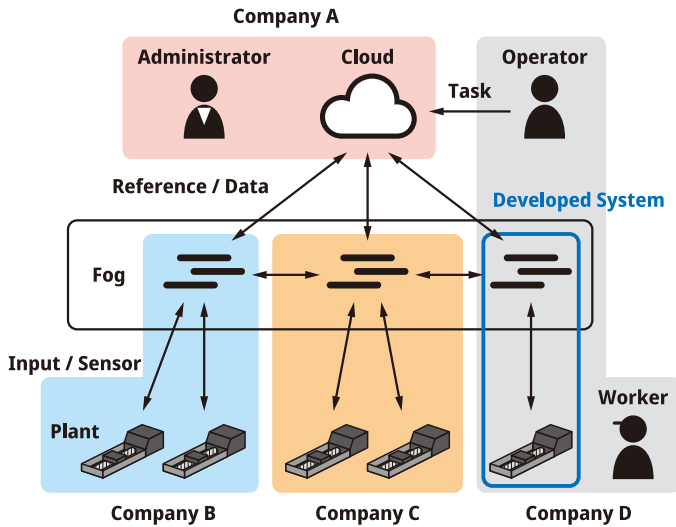 Company A
Administrator
Cloud
Operator
Task
Reference / Data
Developed System
Fog
Input / Sensor
Plant
Worker
Company B
Company C
Company D